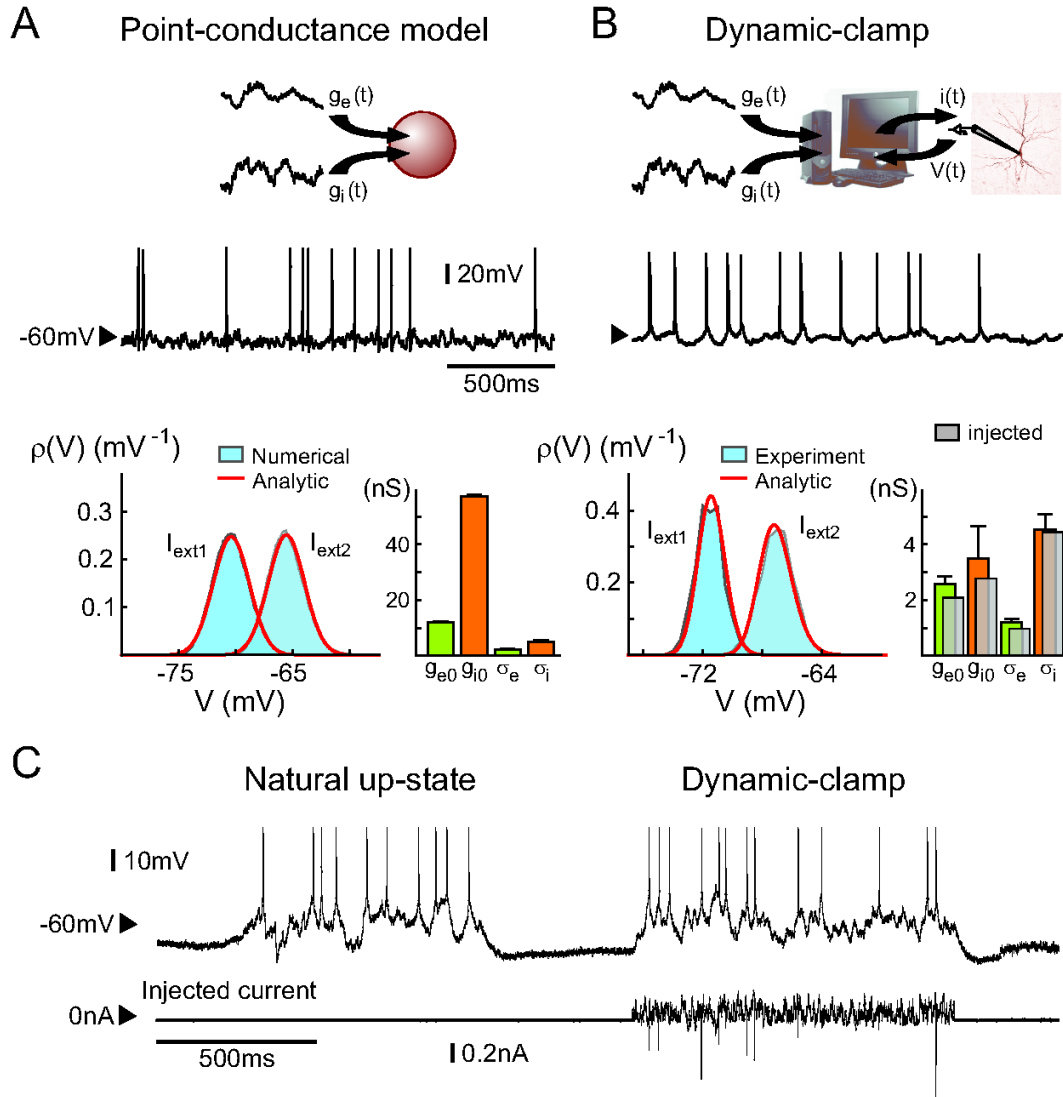 A
Point-conductance model
g_e(t)
g_i(t)
20mV
-60mV
500ms
ρ(V) (mV⁻¹)
Numerical
Analytic
0.3
0.2
0.1
I_ext1
I_ext2
-75
-65
V (mV)
(nS)
60
20
g_e0 g_i0 σ_e σ_i
B
Dynamic-clamp
g_e(t)
g_i(t)
i(t)
V(t)
ρ(V) (mV⁻¹)
Experiment
Analytic
0.4
0.2
I_ext1
I_ext2
-72
-64
V (mV)
injected
(nS)
4
2
g_e0 g_i0 σ_e σ_i
C
Natural up-state
Dynamic-clamp
10mV
-60mV
Injected current
0nA
500ms
0.2nA